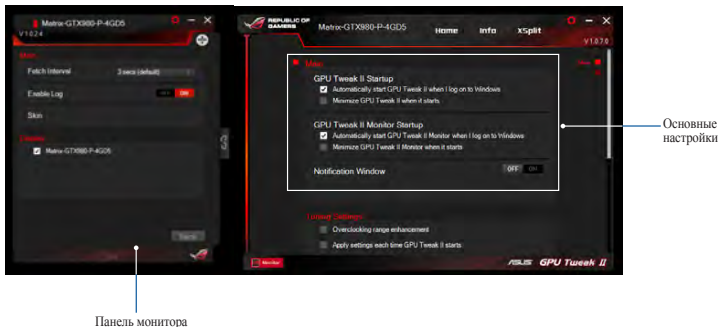 Matrix-GTX980-P-4GD5
V1.0.2.4
Main
Fetch Interval
3 secs (default)
Enable Log
OFF ON
Skin
Matrix-GTX980-P-4GD5
REPUBLIC OF
GAMERS
Matrix-GTX980-P-4GD5
Home
Info
XSplit
V1.0.7.0
Main
GPU Tweak II Startup
Automatically start GPU Tweak II when I log on to Windows
Minimize GPU Tweak II when it starts
GPU Tweak II Monitor Startup
Automatically start GPU Tweak II Monitor when I log on to Windows
Minimize GPU Tweak II Monitor when it starts
Notification Window
OFF ON
Tuning Settings
Overclocking range enhancement
Apply settings each time GPU Tweak II starts
Monitor
ASUS GPU Tweak II
Основные
настройки
Панель монитора